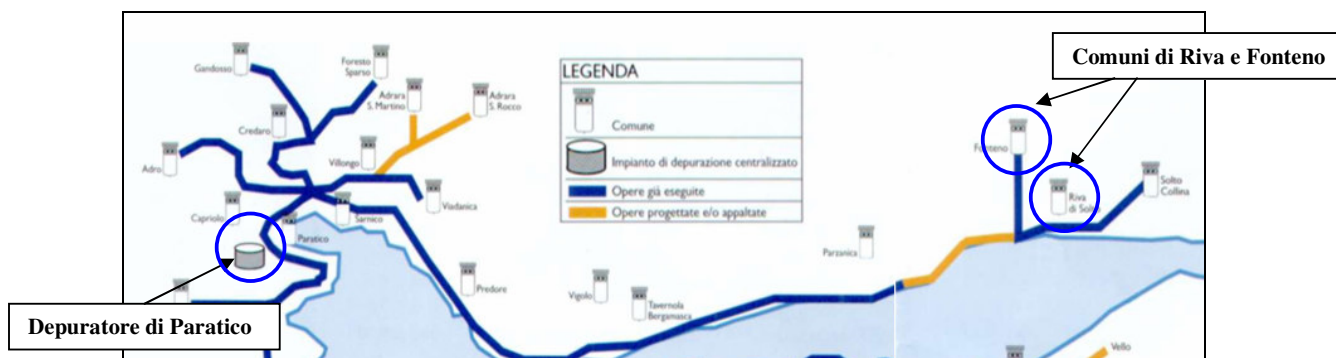 Comuni di Riva e Fonteno
Gandosso
Foresto
Sparso
LEGENDA
Comune
Impianto di depurazione centralizzato
Opere già eseguite
Opere progettate e/o appaltate
Adrara
S. Martino
Adrara
S. Rocco
Credaro
Fonteno
Adro
Villongo
Viadanica
Riva
di Solto
Solto
Collina
Capriolo
Sarnico
Paratico
Parzanica
Predore
Vigolo
Tavernola
Bergamasca
Depuratore di Paratico
Vello